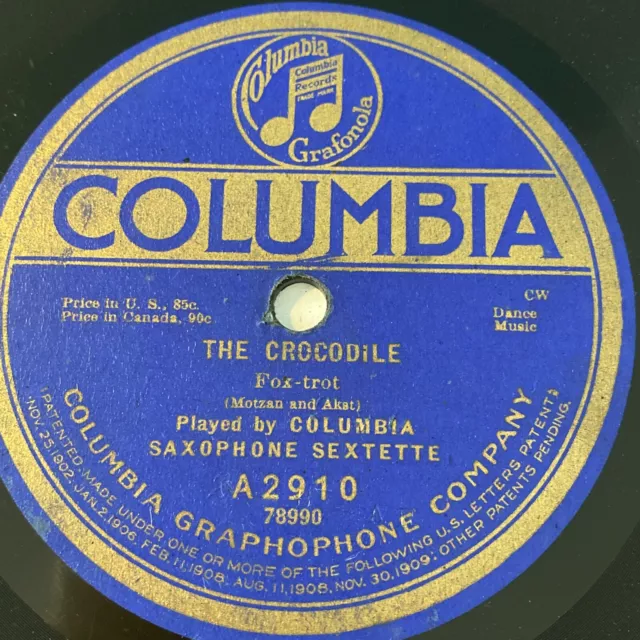 Columbia
Columbia
Records
TRADE MARK
Grafonola
COLUMBIA
Price in U. S., 85c.
Price in Canada, 90c
CW
Dance
Music
THE CROCODiLE
Fox-trot
(Motzan and Akst)
Played by COLUMBIA
SAXOPHONE SEXTETTE
A2910
78990
COLUMBIA GRAPHOPHONE COMPANY
(PATENTED, MADE UNDER ONE OR MORE OF THE FOLLOWING U.S. LETTERS PATENT:
NOV. 25, 1902, JAN. 2, 1906, FEB. 11, 1908, AUG. 11, 1908, NOV. 30, 1909; OTHER PATENTS PENDING.